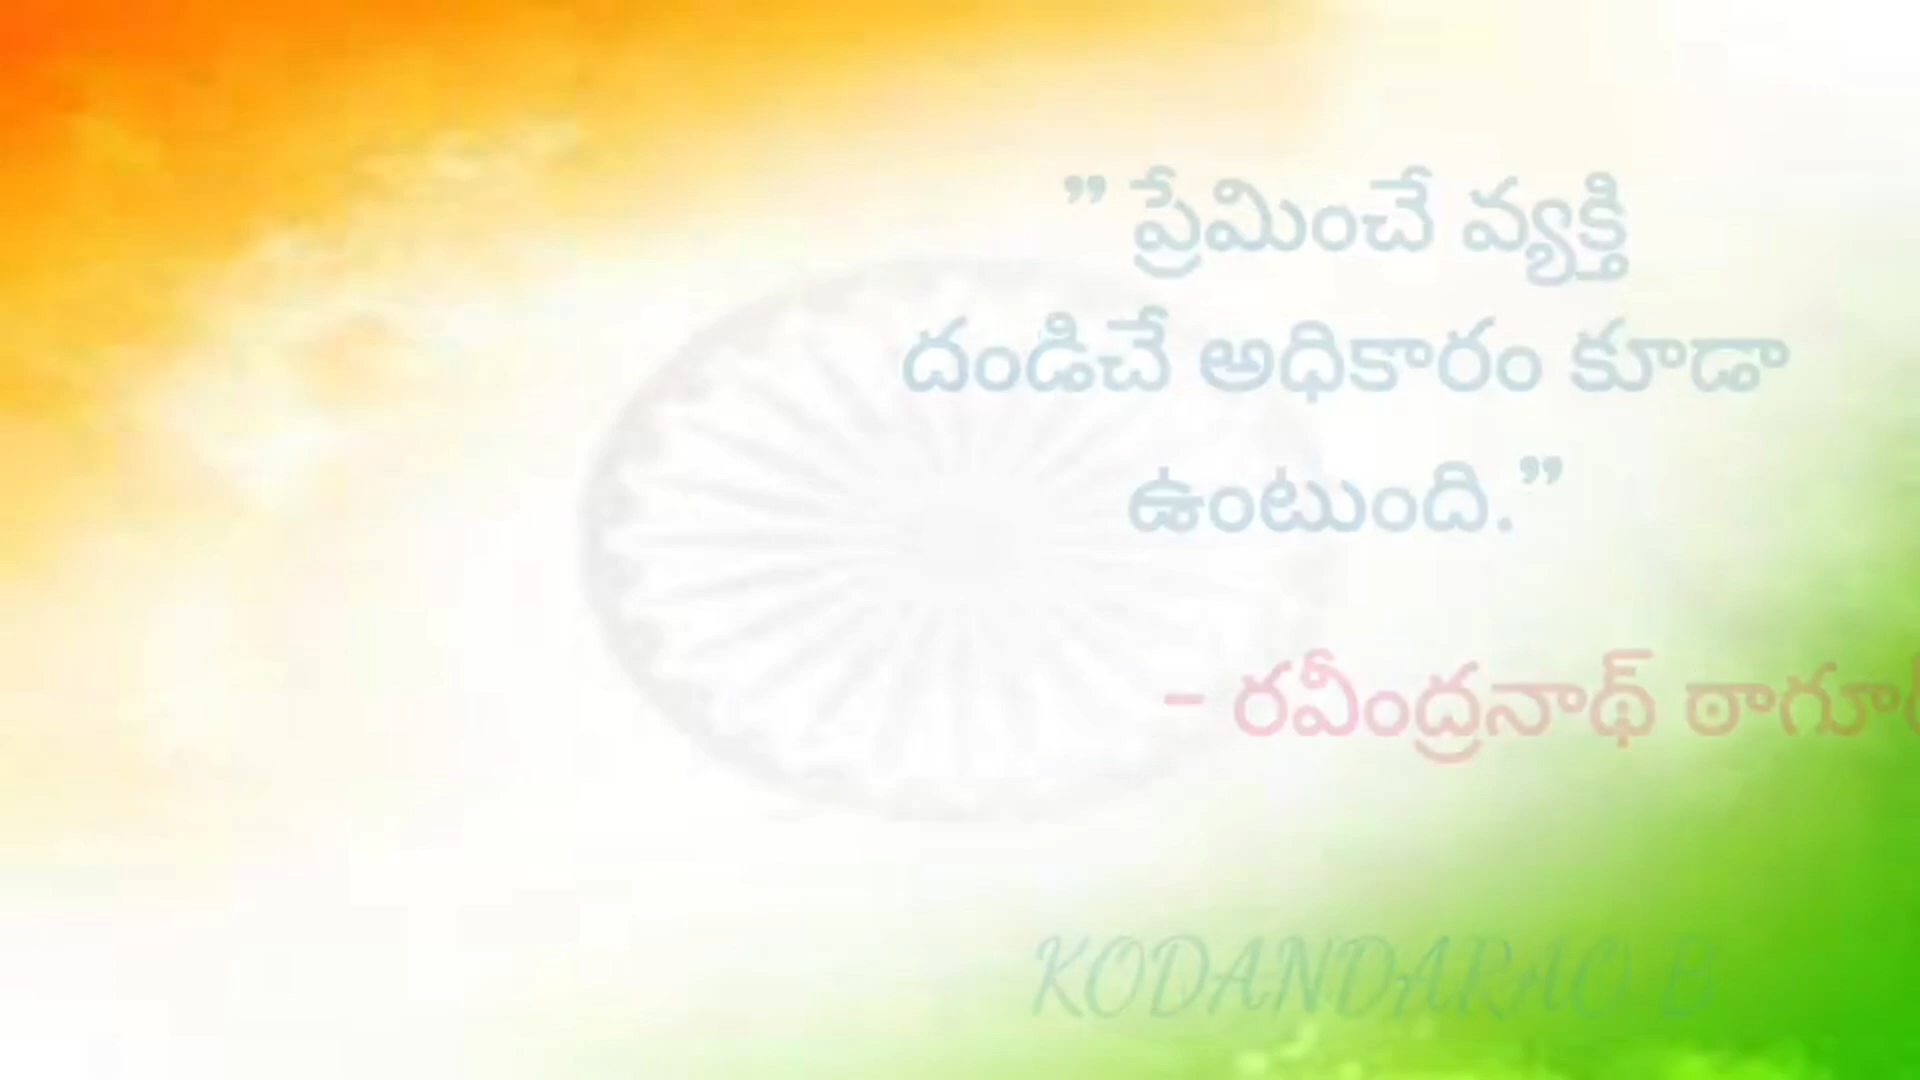 ” ప్రేమించే వ్యక్తి
దండిచే అధికారం కూడా
ఉంటుంది.”
- రవీంద్రనాథ్ ఠాగూర్
KODANDARAO B